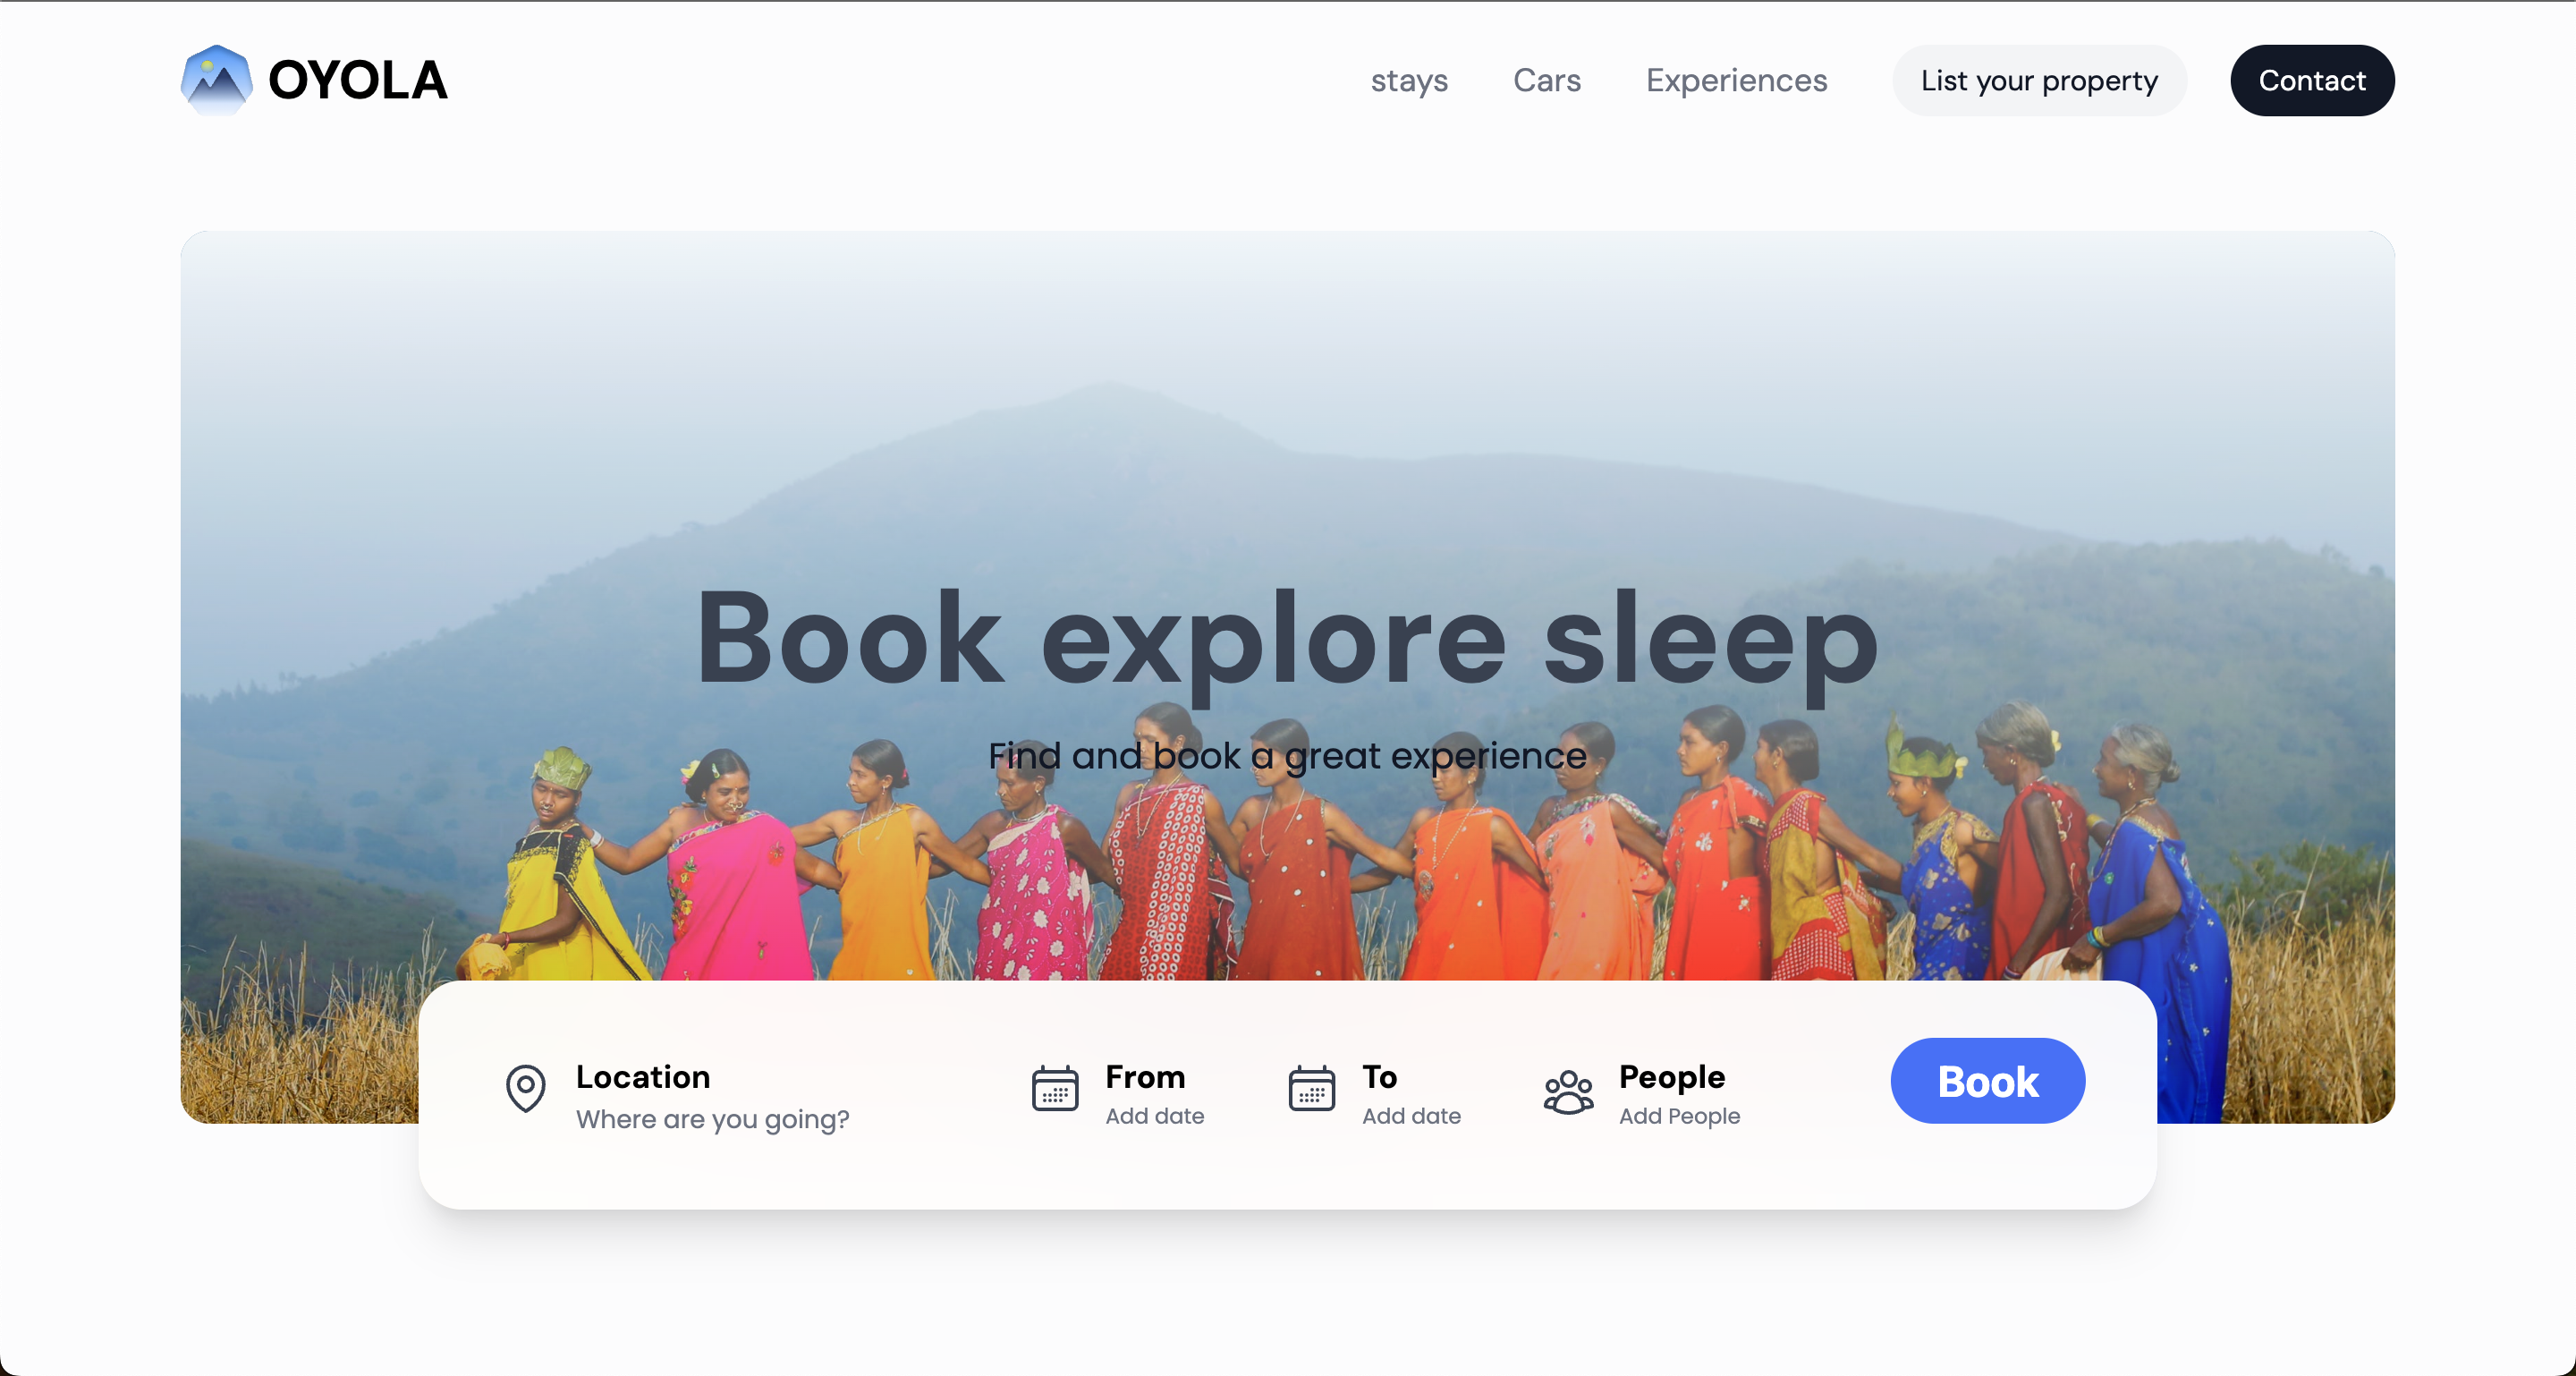 OYOLA
stays
Cars
Experiences
List your property
Contact
Book explore sleep
Find and book a great experience
Location
Where are you going?
From
Add date
To
Add date
People
Add People
Book